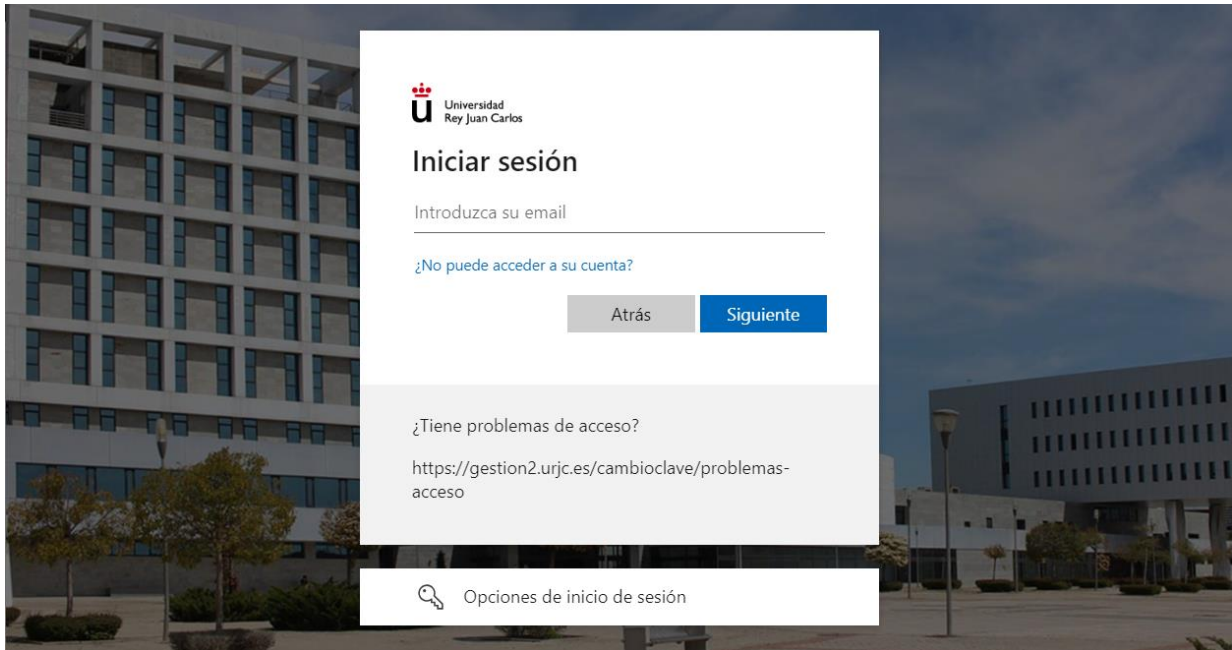 Universidad
Rey Juan Carlos
Iniciar sesión
Introduzca su email
¿No puede acceder a su cuenta?
Atrás
Siguiente
¿Tiene problemas de acceso?
https://gestion2.urjc.es/cambioclave/problemas-
acceso
Opciones de inicio de sesión